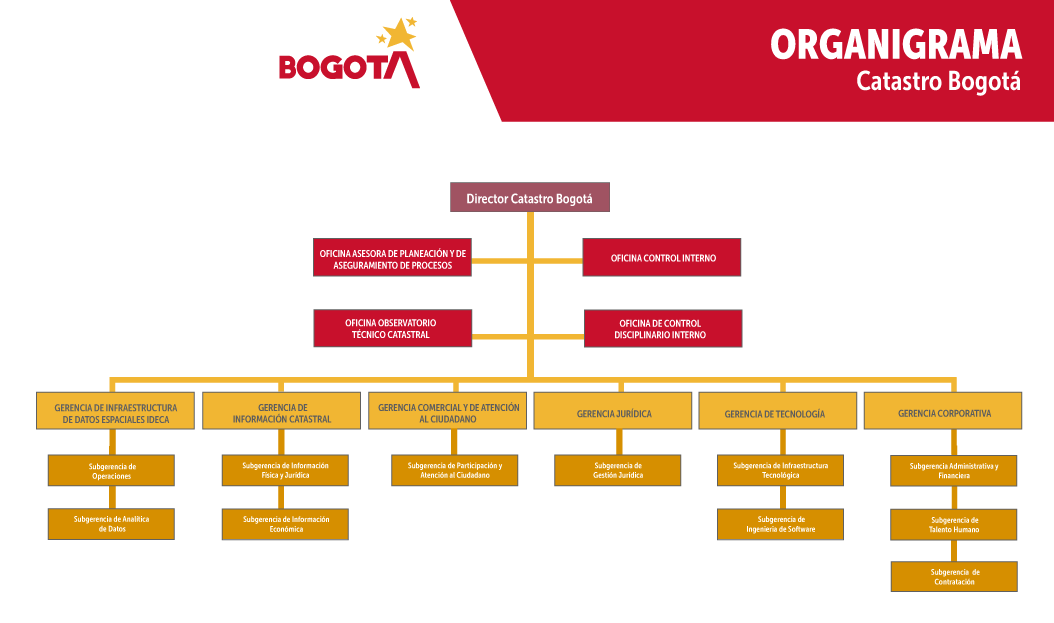 BOGOTÁ
ORGANIGRAMA
Catastro Bogotá
Director Catastro Bogotá
OFICINA ASESORA DE PLANEACIÓN Y DE
ASEGURAMIENTO DE PROCESOS
OFICINA CONTROL INTERNO
OFICINA OBSERVATORIO
TÉCNICO CATASTRAL
OFICINA DE CONTROL
DISCIPLINARIO INTERNO
GERENCIA DE INFRAESTRUCTURA
DE DATOS ESPACIALES IDECA
GERENCIA DE
INFORMACIÓN CATASTRAL
GERENCIA COMERCIAL Y DE ATENCIÓN
AL CIUDADANO
GERENCIA JURÍDICA
GERENCIA DE TECNOLOGÍA
GERENCIA CORPORATIVA
Subgerencia de
Operaciones
Subgerencia de Información
Física y Jurídica
Subgerencia de Participación y
Atención al Ciudadano
Subgerencia de
Gestión Jurídica
Subgerencia de Infraestructura
Tecnológica
Subgerencia Administrativa y
Financiera
Subgerencia de Analítica
de Datos
Subgerencia de Información
Económica
Subgerencia de
Ingeniería de Software
Subgerencia de
Talento Humano
Subgerencia de
Contratación